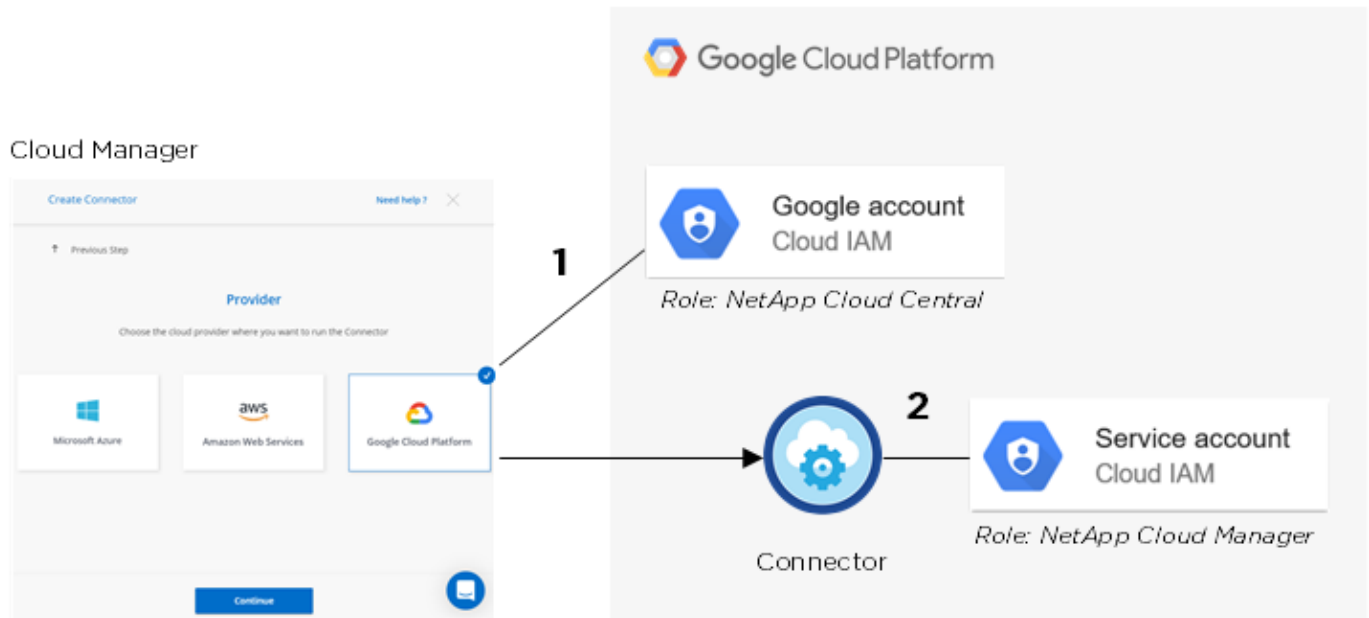 Google Cloud Platform
Cloud Manager
Create Connector
Need help ?
Previous Step
Provider
Choose the cloud provider where you want to run the Connector
Microsoft Azure
aws
Amazon Web Services
Google Cloud Platform
Continue
1
Google account
Cloud IAM
Role: NetApp Cloud Central
2
Connector
Service account
Cloud IAM
Role: NetApp Cloud Manager